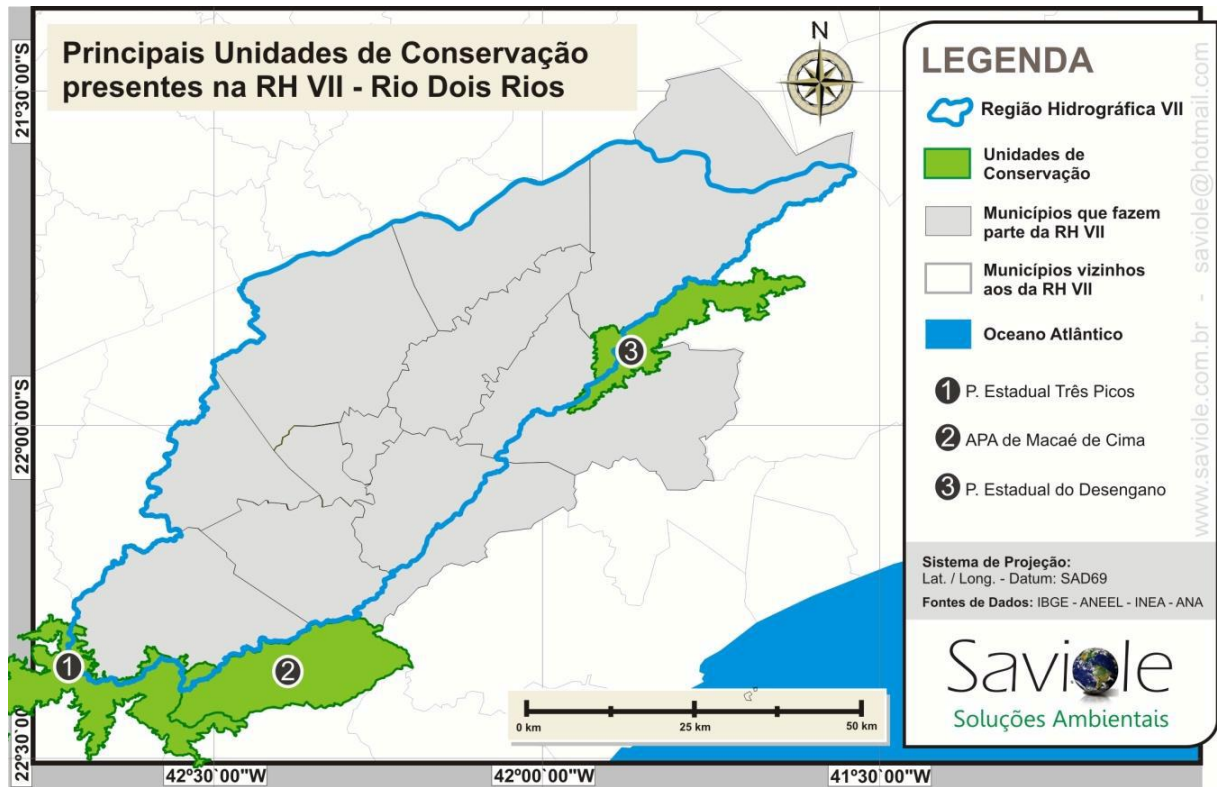 Principais Unidades de Conservação
presentes na RH VII - Rio Dois Rios
N
21°30`00"S
22°00`00"S
22°30`00"S
42°30`00"W
42°00`00"W
41°30`00"W
0 km
25 km
50 km
1
2
3
LEGENDA
Região Hidrográfica VII
Unidades de
Conservação
Municípios que fazem
parte da RH VII
Municípios vizinhos
aos da RH VII
Oceano Atlântico
1 P. Estadual Três Picos
2 APA de Macaé de Cima
3 P. Estadual do Desengano
Sistema de Projeção:
Lat. / Long. - Datum: SAD69
Fontes de Dados: IBGE - ANEEL - INEA - ANA
Saviole
Soluções Ambientais
www.saviole.com.br - saviole@hotmail.com